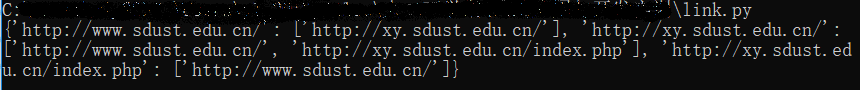 C:\link.py
{'http://www.sdust.edu.cn/': ['http://xy.sdust.edu.cn/'], 'http://xy.sdust.edu.cn/':
['http://www.sdust.edu.cn/', 'http://xy.sdust.edu.cn/index.php'], 'http://xy.sdust.ed
u.cn/index.php': ['http://www.sdust.edu.cn/']}